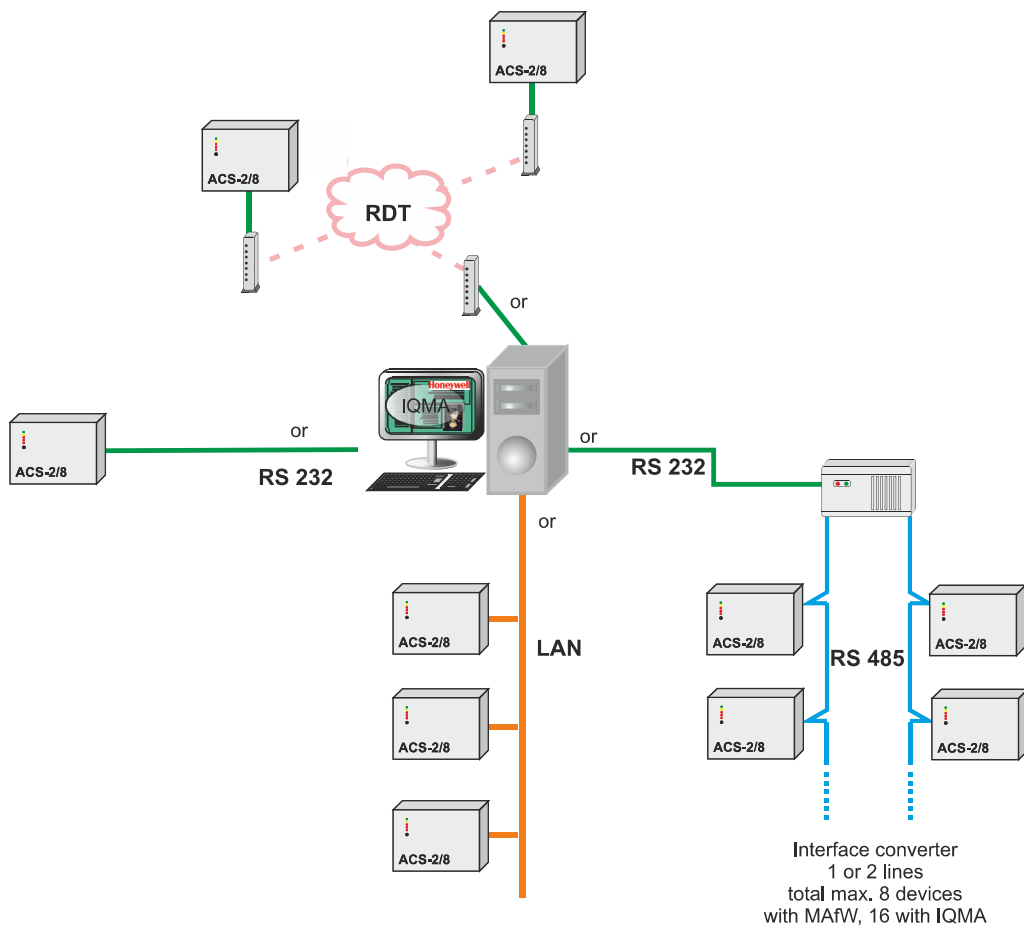 ACS-2/8
ACS-2/8
RDT
or
Honeywell
IQMA
or
RS 232
ACS-2/8
or
RS 232
or
ACS-2/8
LAN
ACS-2/8
ACS-2/8
ACS-2/8
ACS-2/8
RS 485
ACS-2/8
ACS-2/8
Interface converter
1 or 2 lines
total max. 8 devices
with MAfW, 16 with IQMA